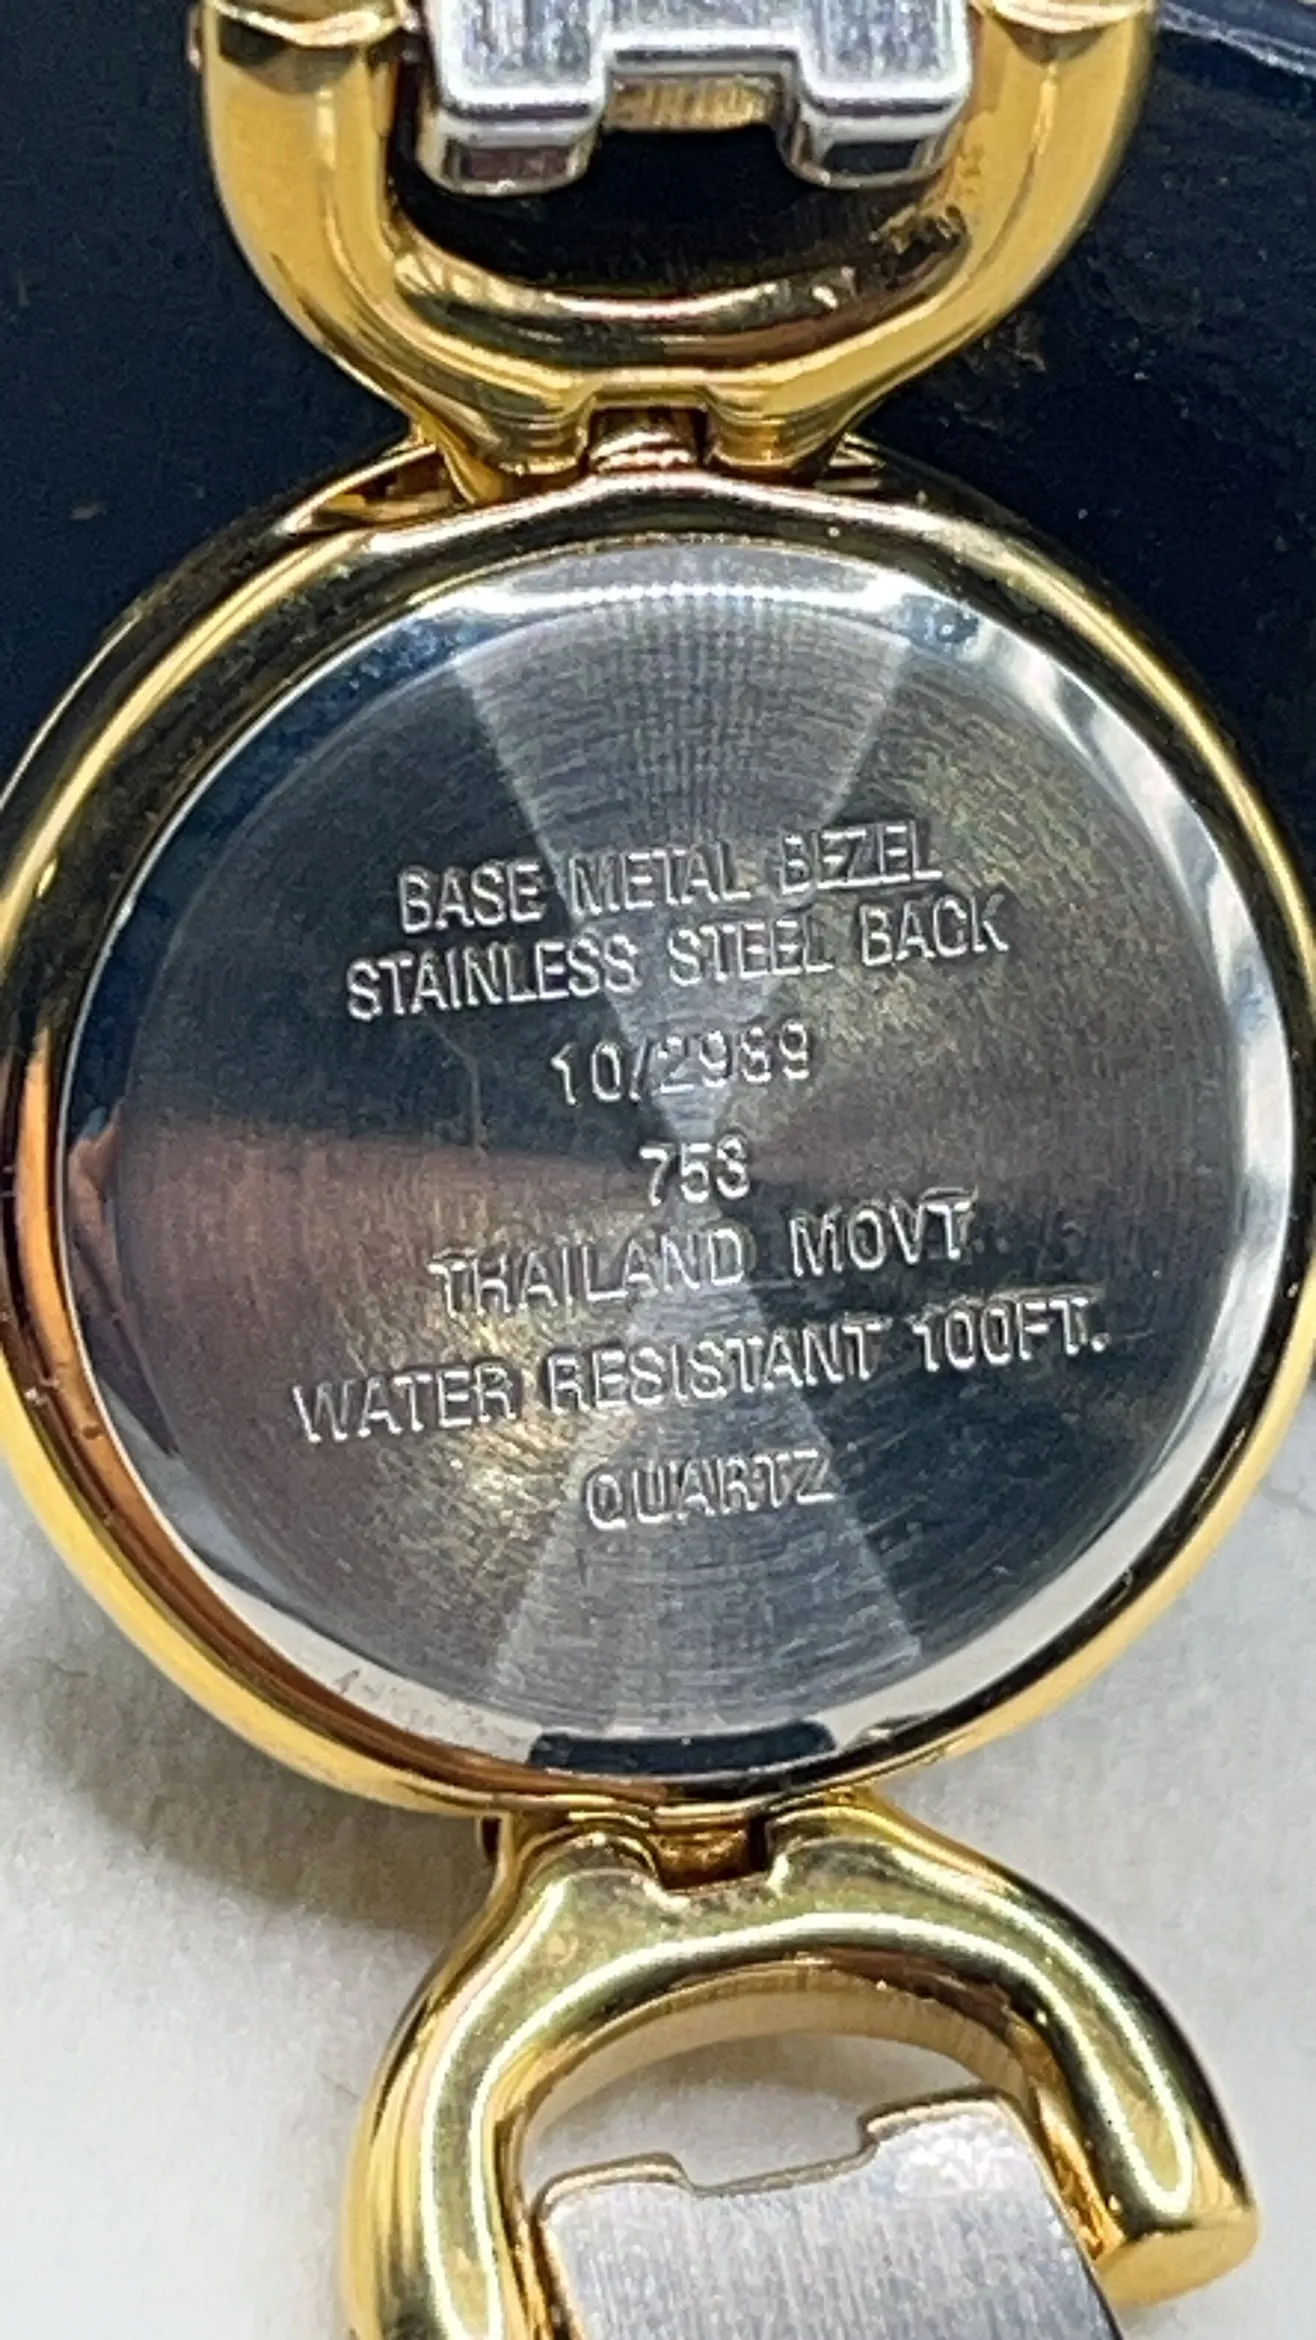 BASE METAL BEZEL
STAINLESS STEEL BACK
10/2989
753
THAILAND MOVT
WATER RESISTANT 100FT.
QUARTZ